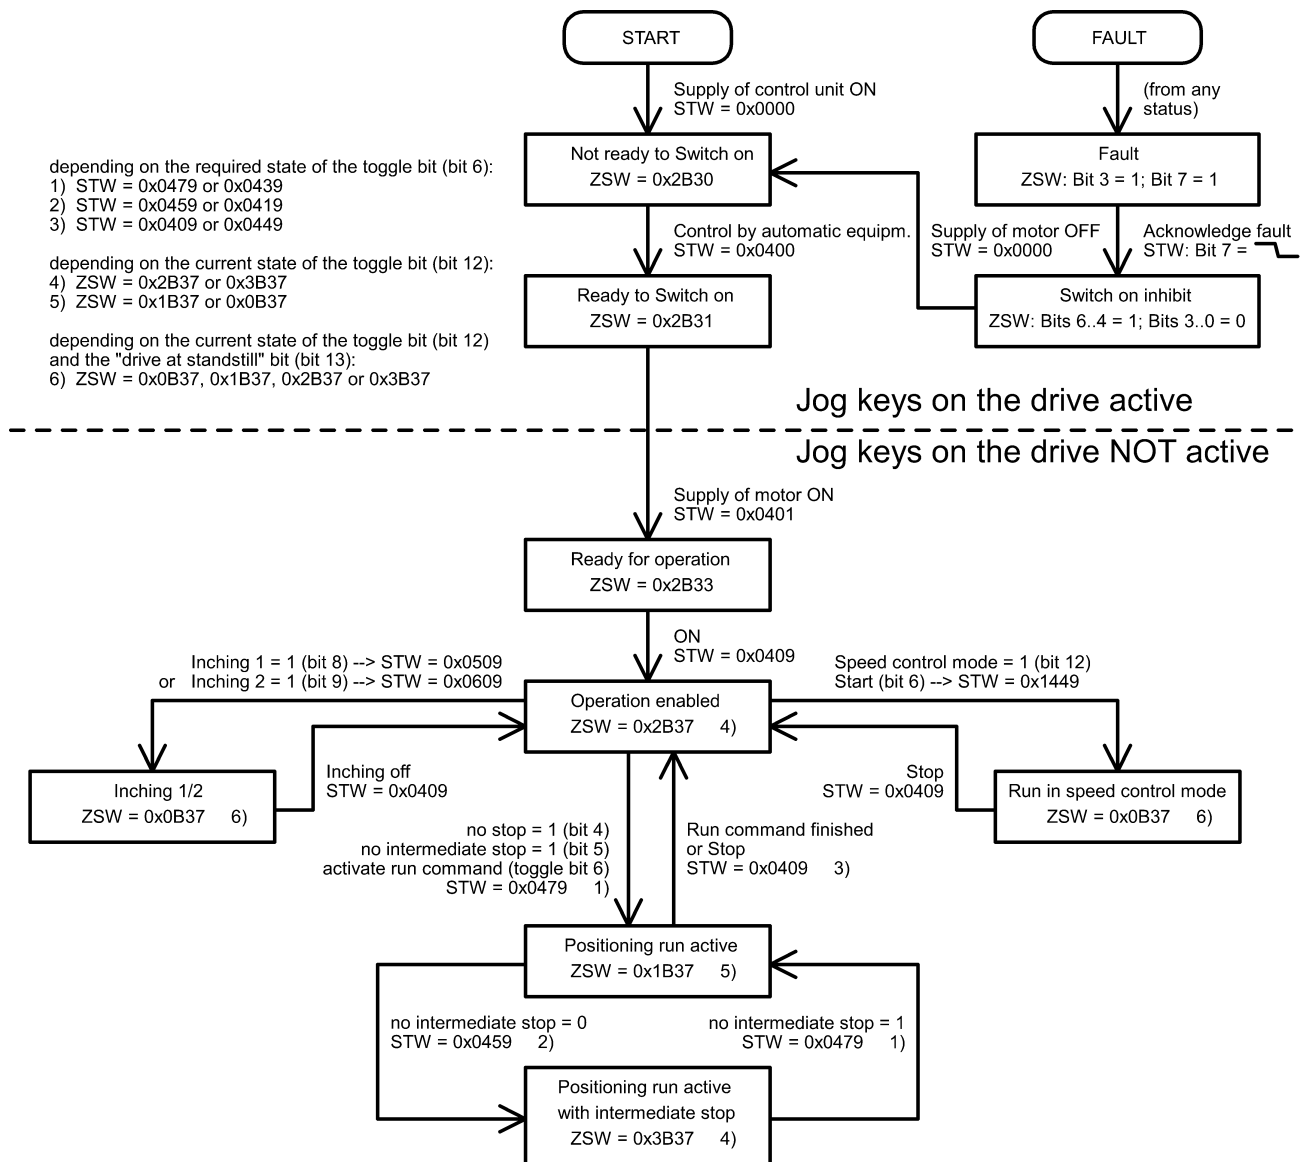 START
FAULT
Supply of control unit ON
STW = 0x0000
(from any
status)
Not ready to Switch on
ZSW = 0x2B30
Fault
ZSW: Bit 3 = 1; Bit 7 = 1
depending on the required state of the toggle bit (bit 6):
1) STW = 0x0479 or 0x0439
2) STW = 0x0459 or 0x0419
3) STW = 0x0409 or 0x0449
Control by automatic equipm.
STW = 0x0400
Supply of motor OFF
STW = 0x0000
Acknowledge fault
STW: Bit 7 =
depending on the current state of the toggle bit (bit 12):
4) ZSW = 0x2B37 or 0x3B37
5) ZSW = 0x1B37 or 0x0B37
Ready to Switch on
ZSW = 0x2B31
Switch on inhibit
ZSW: Bits 6..4 = 1; Bits 3..0 = 0
depending on the current state of the toggle bit (bit 12)
and the "drive at standstill" bit (bit 13):
6) ZSW = 0x0B37, 0x1B37, 0x2B37 or 0x3B37
Jog keys on the drive active
Jog keys on the drive NOT active
Supply of motor ON
STW = 0x0401
Ready for operation
ZSW = 0x2B33
ON
STW = 0x0409
Inching 1 = 1 (bit 8) --> STW = 0x0509
or Inching 2 = 1 (bit 9) --> STW = 0x0609
Speed control mode = 1 (bit 12)
Start (bit 6) --> STW = 0x1449
Operation enabled
ZSW = 0x2B37 4)
Inching off
STW = 0x0409
Stop
STW = 0x0409
Inching 1/2
ZSW = 0x0B37 6)
Run in speed control mode
ZSW = 0x0B37 6)
no stop = 1 (bit 4)
no intermediate stop = 1 (bit 5)
activate run command (toggle bit 6)
STW = 0x0479 1)
Run command finished
or Stop
STW = 0x0409 3)
Positioning run active
ZSW = 0x1B37 5)
no intermediate stop = 0
STW = 0x0459 2)
no intermediate stop = 1
STW = 0x0479 1)
Positioning run active
with intermediate stop
ZSW = 0x3B37 4)